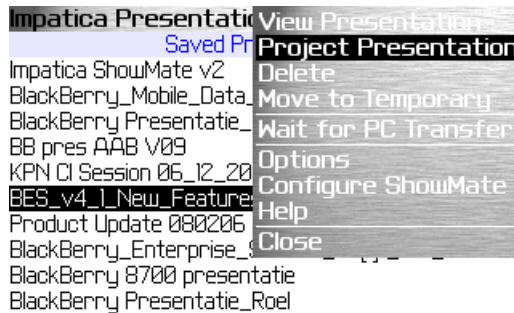 Impatica Presentatio
Saved Pr
Impatica ShowMate v2
BlackBerry_Mobile_Data_
BlackBerry Presentatie_
BB pres AAB V09
KPN CI Session 06_12_20
BES_v4_1_New_Features
Product Update 080206
BlackBerry_Enterprise_
BlackBerry 8700 presentatie
BlackBerry Presentatie_Roel
View Presentation
Project Presentation
Delete
Move to Temporary
Wait for PC Transfer
Options
Configure ShowMate
Help
Close